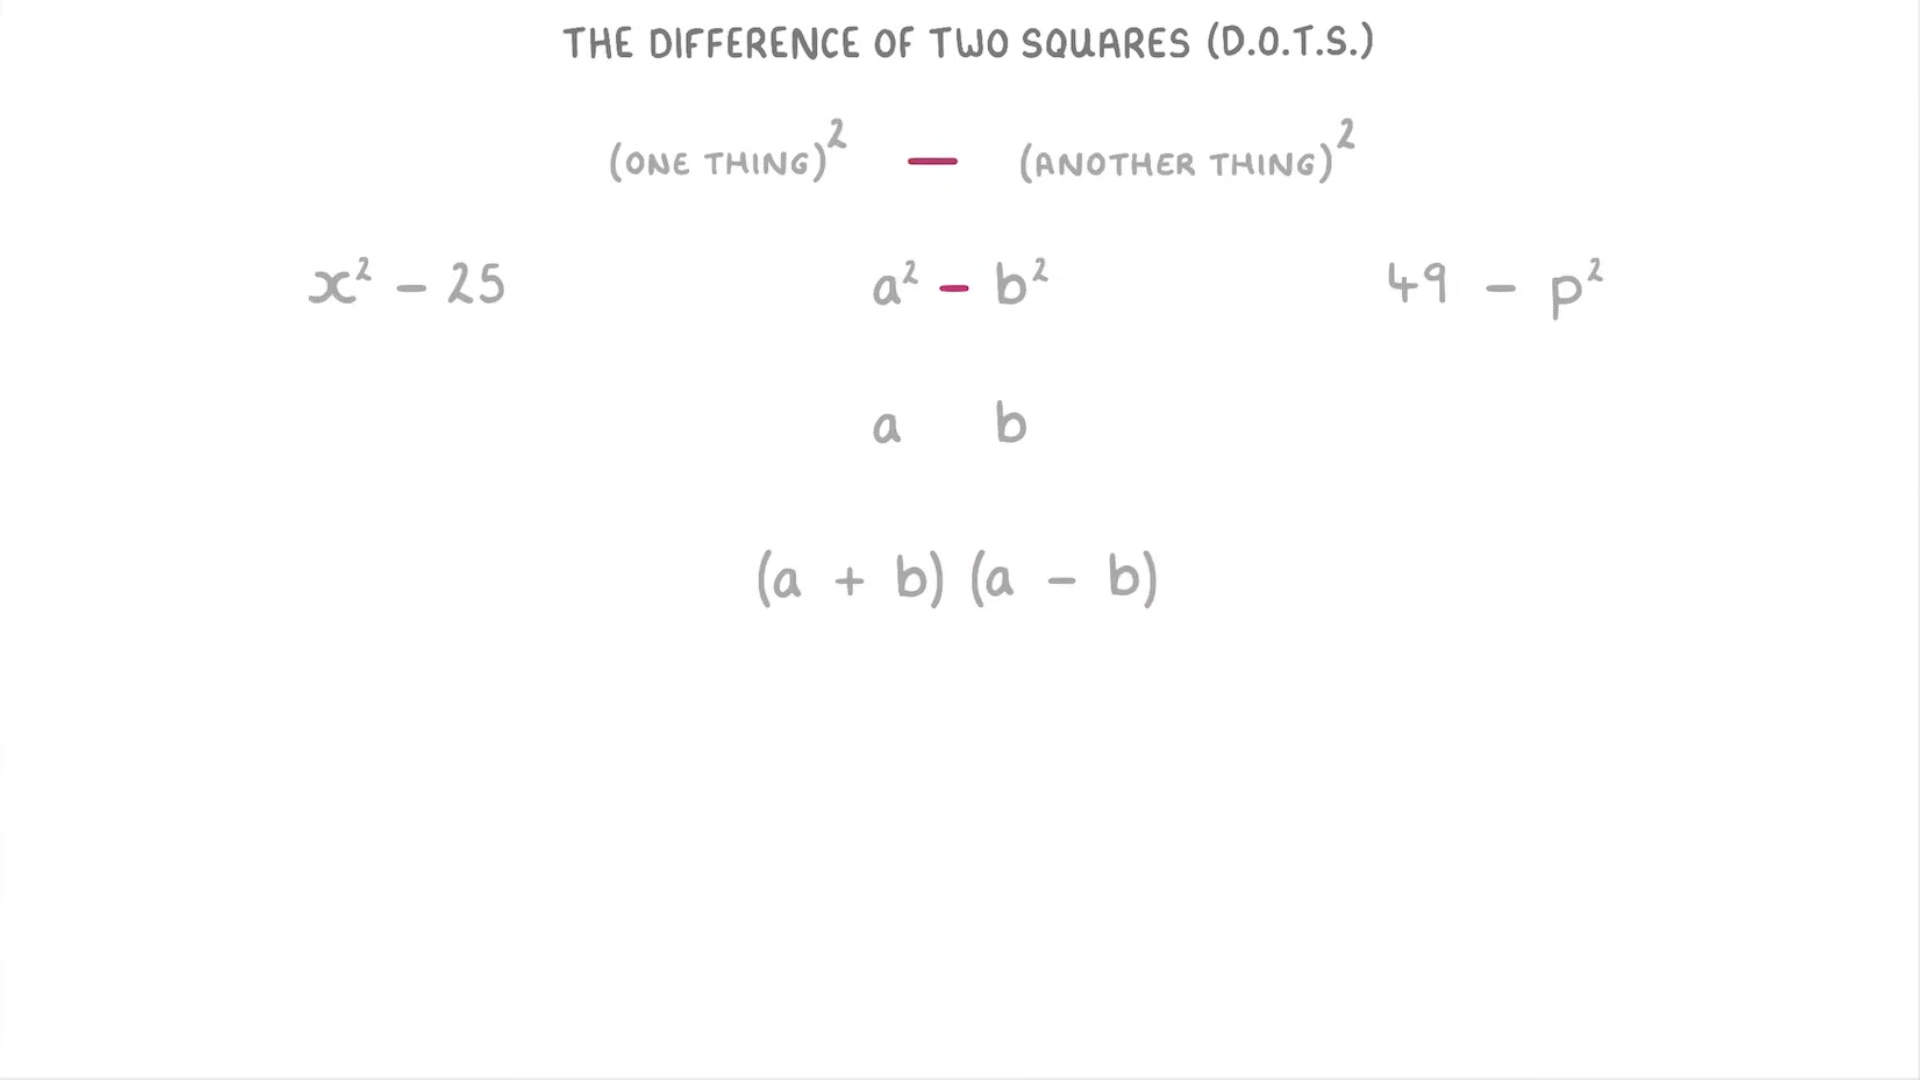 THE DIFFERENCE OF TWO SQUARES (D.O.T.S.)
(ONE THING)² − (ANOTHER THING)²
x² − 25 a² − b² 49 − p²
a b
(a + b) (a − b)